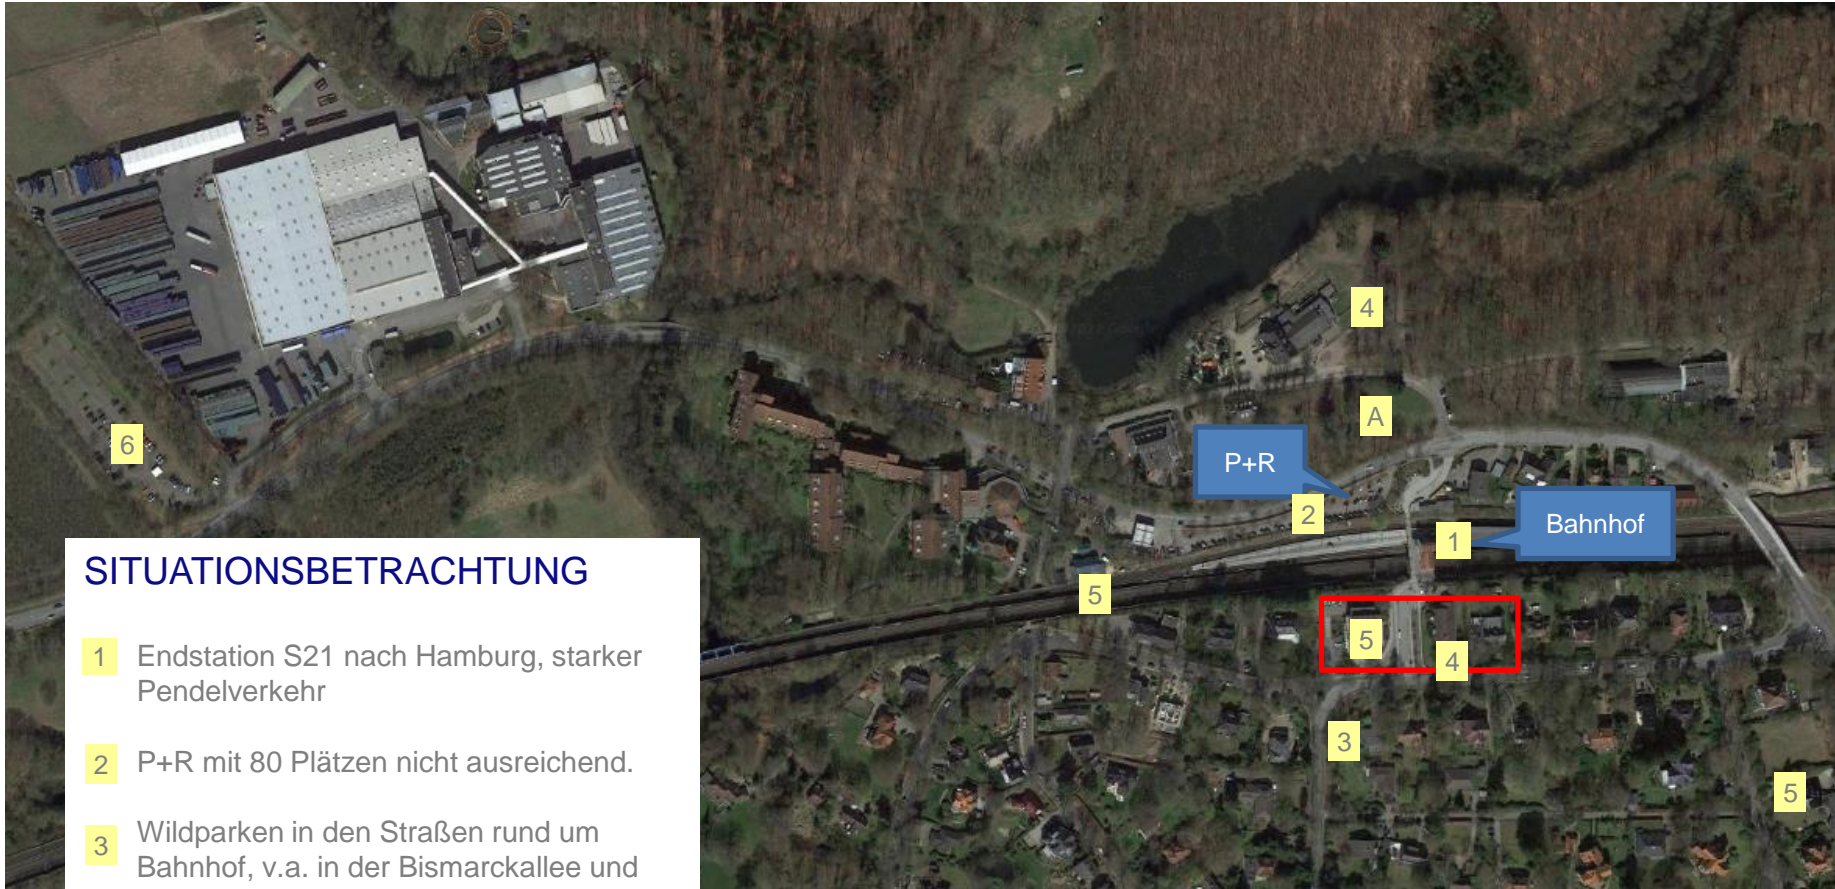 4
A
6
P+R
2
1
Bahnhof
5
5
4
3
5
SITUATIONSBETRACHTUNG
1 Endstation S21 nach Hamburg, starker
Pendelverkehr
2 P+R mit 80 Plätzen nicht ausreichend.
3 Wildparken in den Straßen rund um
Bahnhof, v.a. in der Bismarckallee und